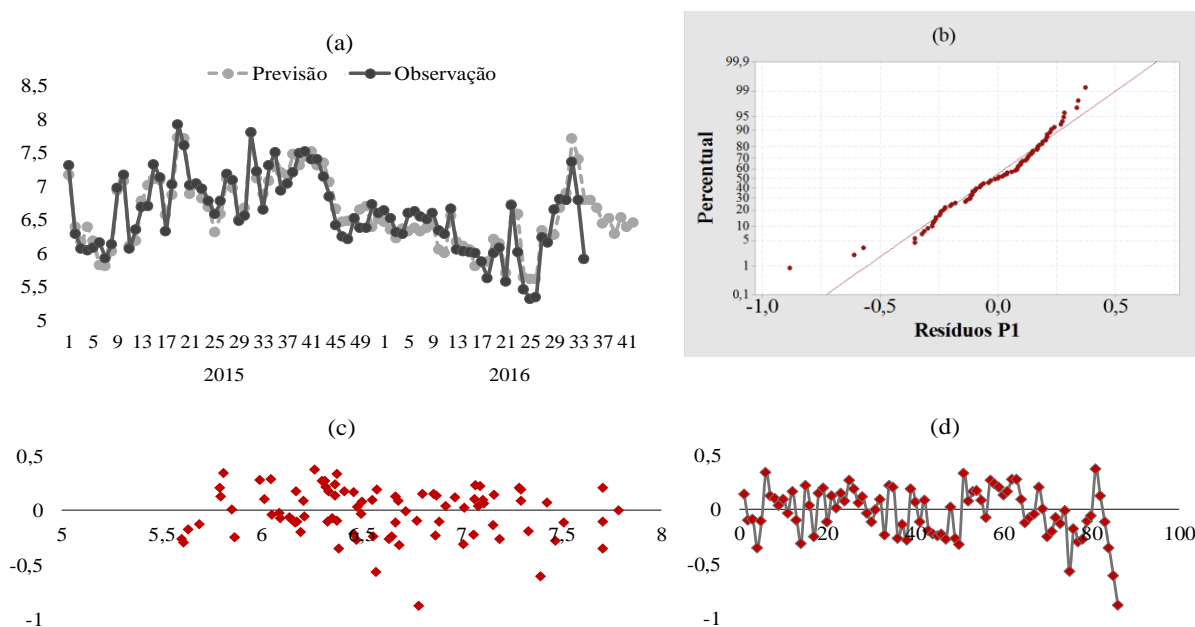 (a)
Previsão Observação
8,5
8
7,5
7
6,5
6
5,5
5
1 5 9 13 17 21 25 29 33 37 41 45 49 1 5 9 13 17 21 25 29 33 37 41
2015 2016
(b)
99,9
99
95
90
80
70
60
50
40
30
20
10
5
1
0,1
-1,0 -0,5 0,0 0,5
Percentual
Resíduos P1
(c)
0,5
0
-0,5
-1
5 5,5 6 6,5 7 7,5 8
(d)
0,5
0
-0,5
-1
0 20 40 60 80 100